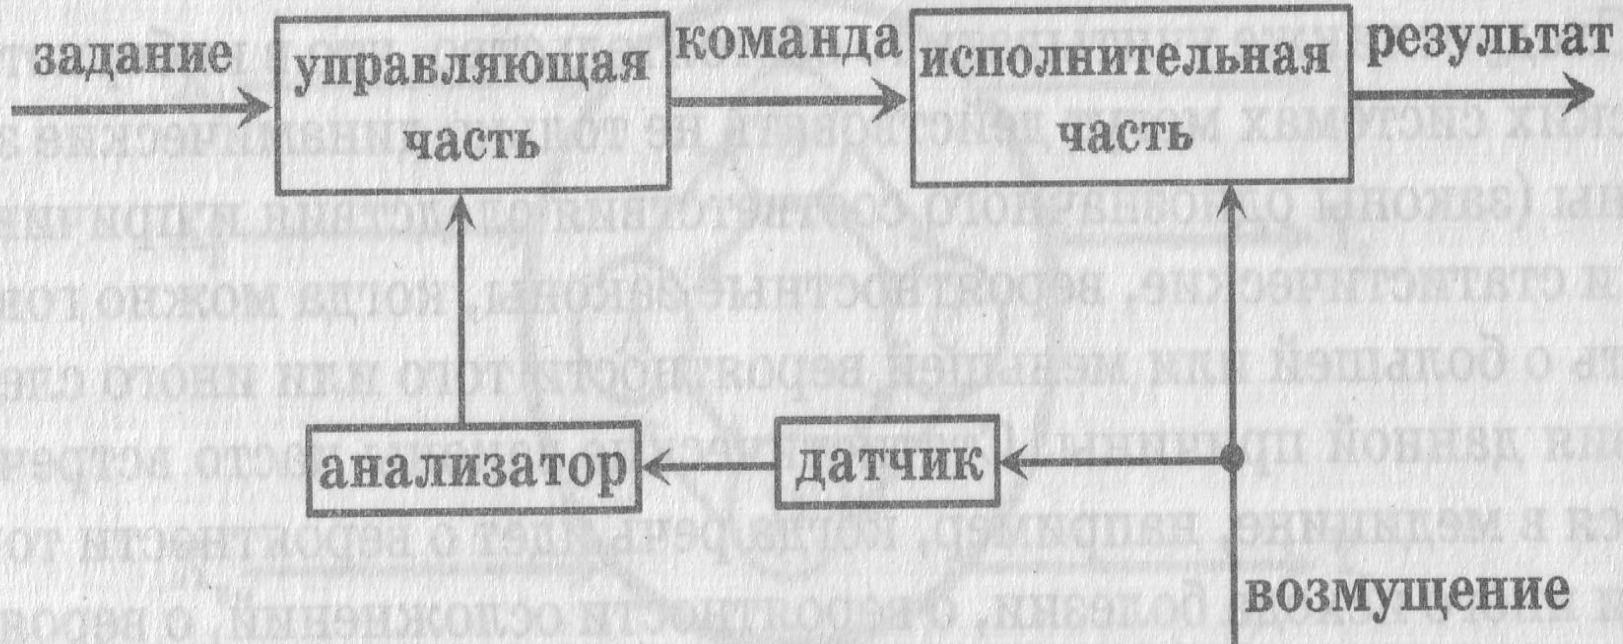 задание
управляющая
часть
команда
исполнительная
часть
результат
анализатор
датчик
возмущение